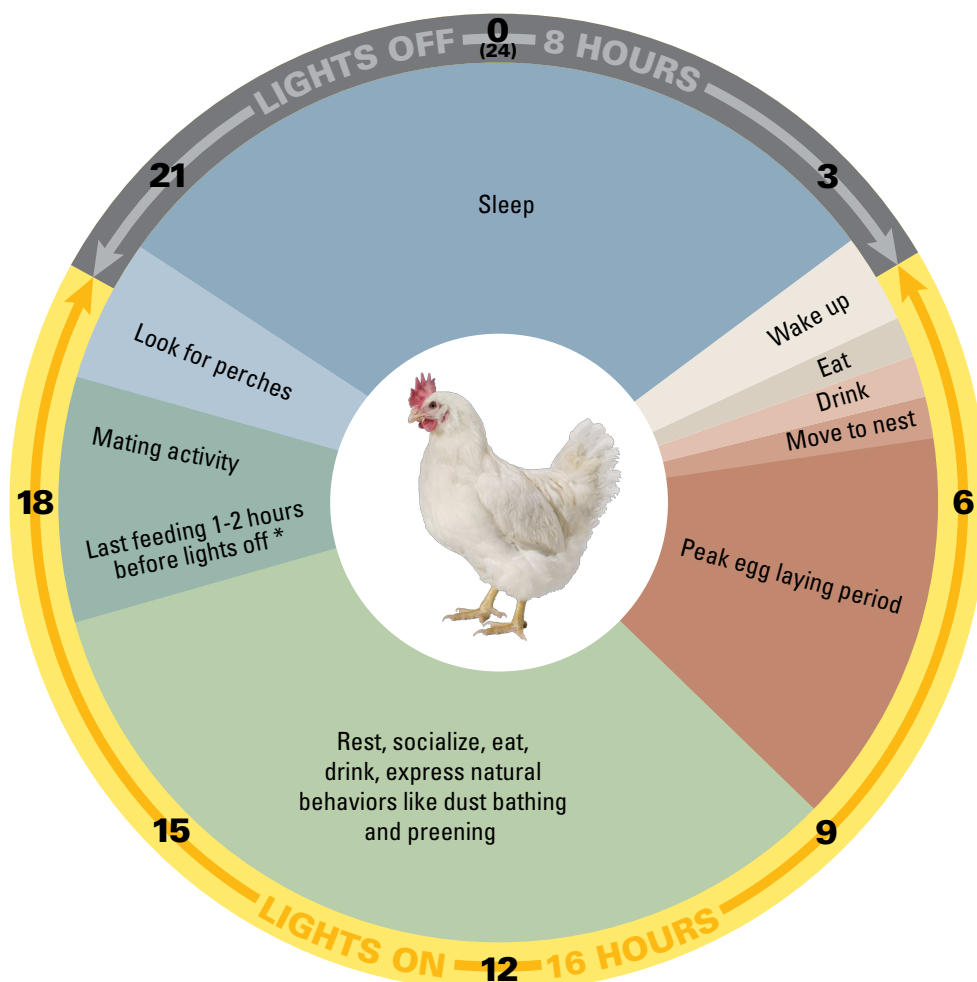 0
(24)
LIGHTS OFF
8 HOURS
21
3
Sleep
Wake up
Look for perches
Eat
Drink
Move to nest
Mating activity
18
6
Last feeding 1-2 hours
before lights off *
Peak egg laying period
Rest, socialize, eat,
drink, express natural
behaviors like dust bathing
and preening
15
9
LIGHTS ON
12
16 HOURS